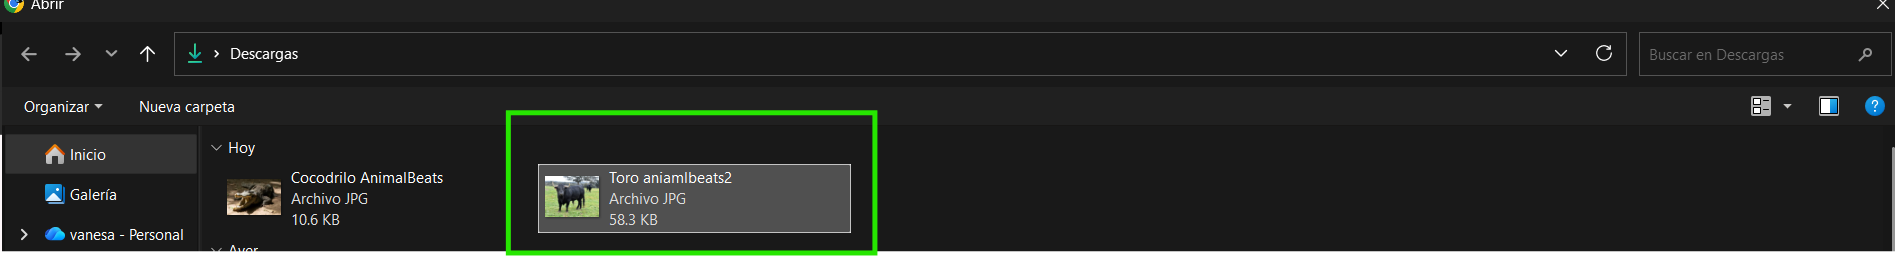 Abrir
Descargas
Buscar en Descargas
Organizar
Nueva carpeta
Inicio
Galería
vanesa - Personal
Hoy
Cocodrilo AnimalBeats
Archivo JPG
10.6 KB
Toro aniamlbeats2
Archivo JPG
58.3 KB
Ayer